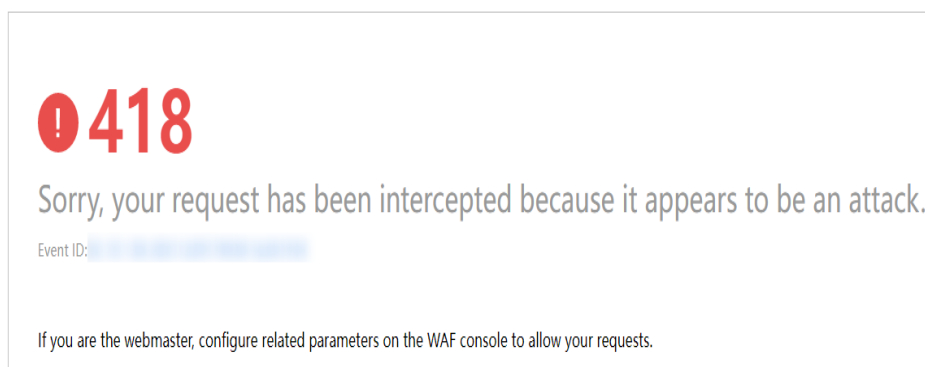 ! 418
Sorry, your request has been intercepted because it appears to be an attack.
Event ID:
If you are the webmaster, configure related parameters on the WAF console to allow your requests.